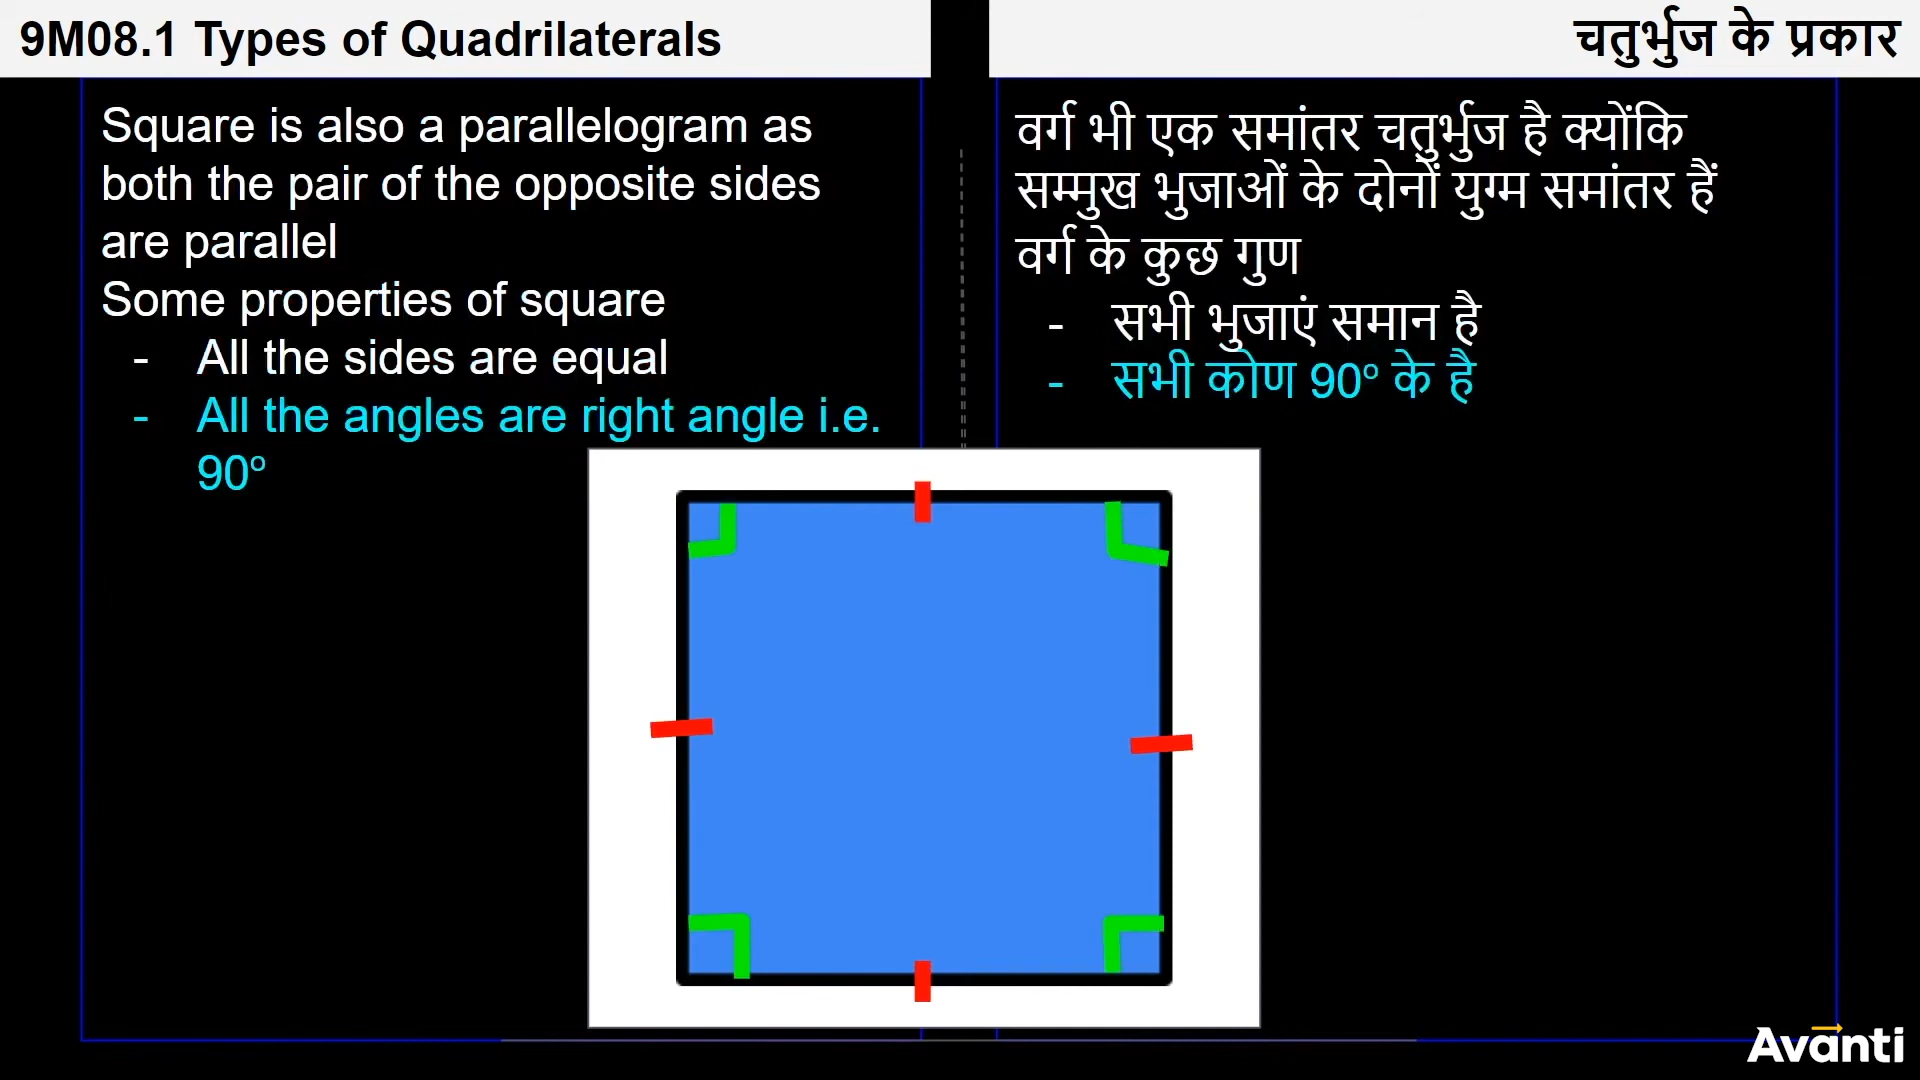 9M08.1 Types of Quadrilaterals
चतुर्भुज के प्रकार
Square is also a parallelogram as
both the pair of the opposite sides
are parallel
Some properties of square
- All the sides are equal
- All the angles are right angle i.e.
90º
वर्ग भी एक समांतर चतुर्भुज है क्योंकि
सम्मुख भुजाओं के दोनों युग्म समांतर हैं
वर्ग के कुछ गुण
- सभी भुजाएं समान है
- सभी कोण 90º के है
Avanti